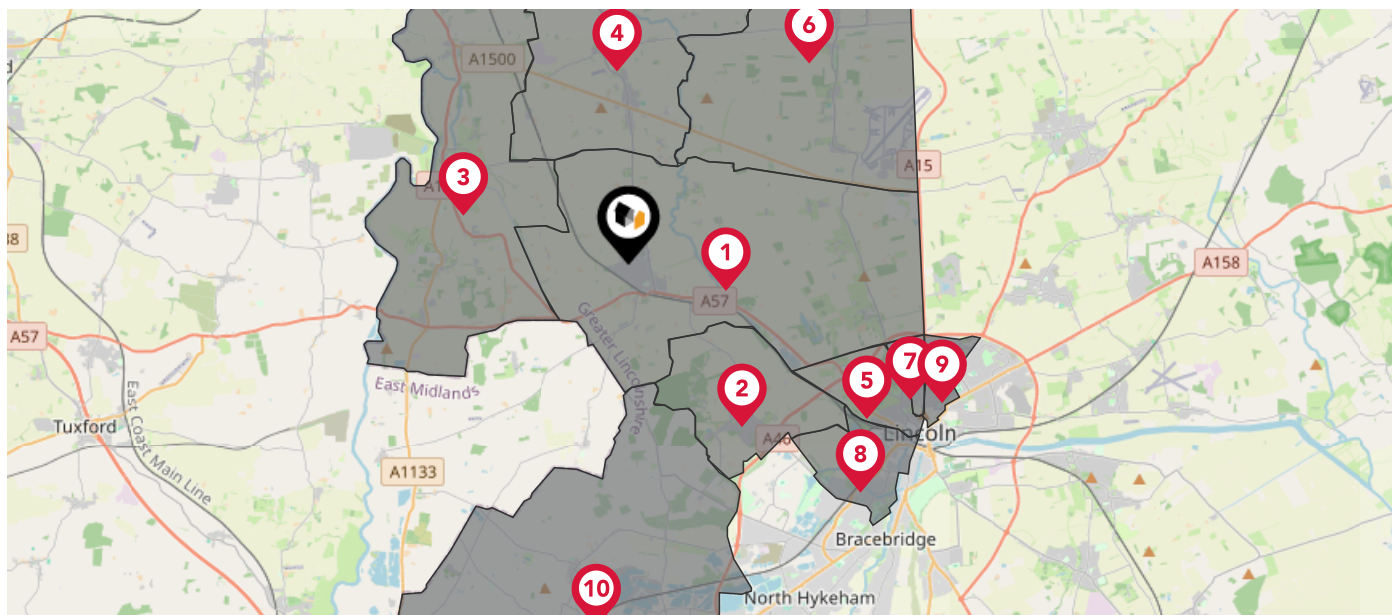 4
6
A1500
A15
3
1
A158
A57
A57
Greater Lincolnshire
7
9
5
2
East Midlands
East Coast Main Line
Tuxford
A46
Lincoln
8
A1133
Bracebridge
10
North Hykeham